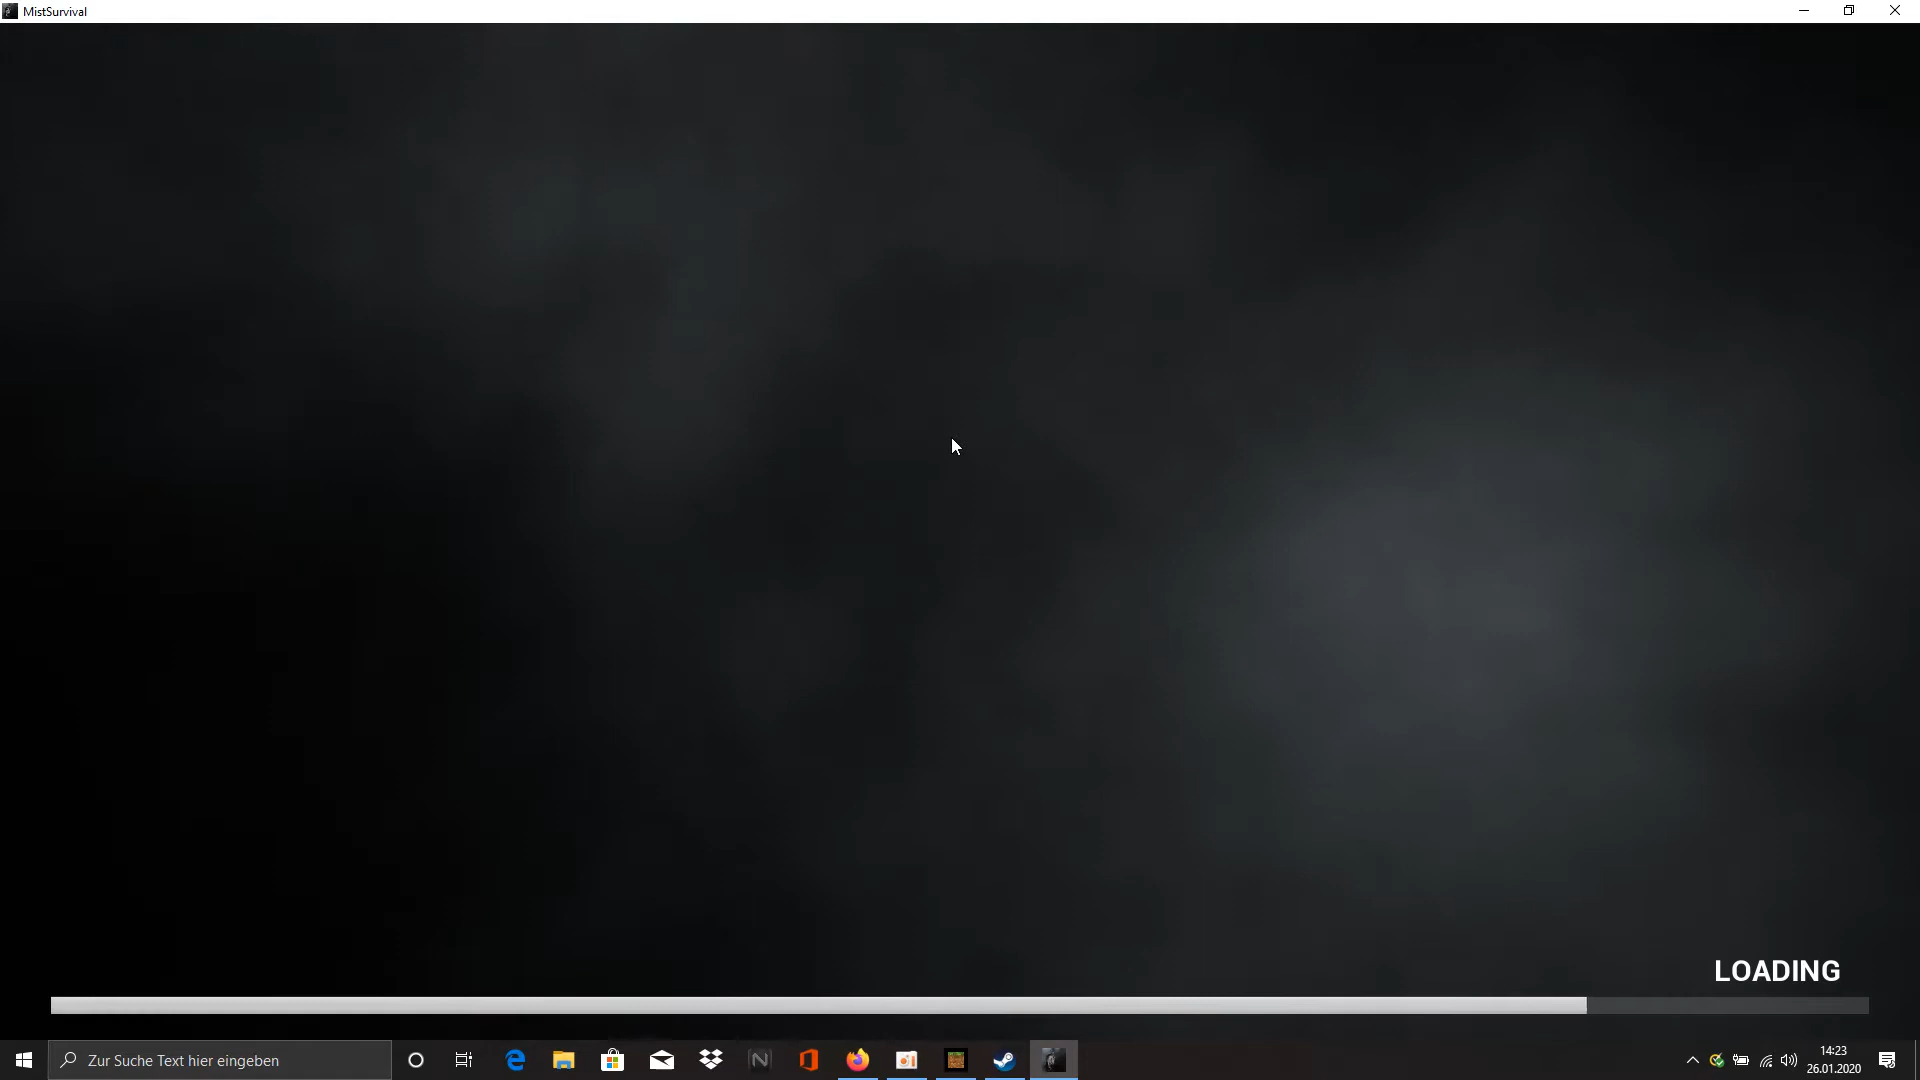 MistSurvival
LOADING
Zur Suche Text hier eingeben
14:23
26.01.2020